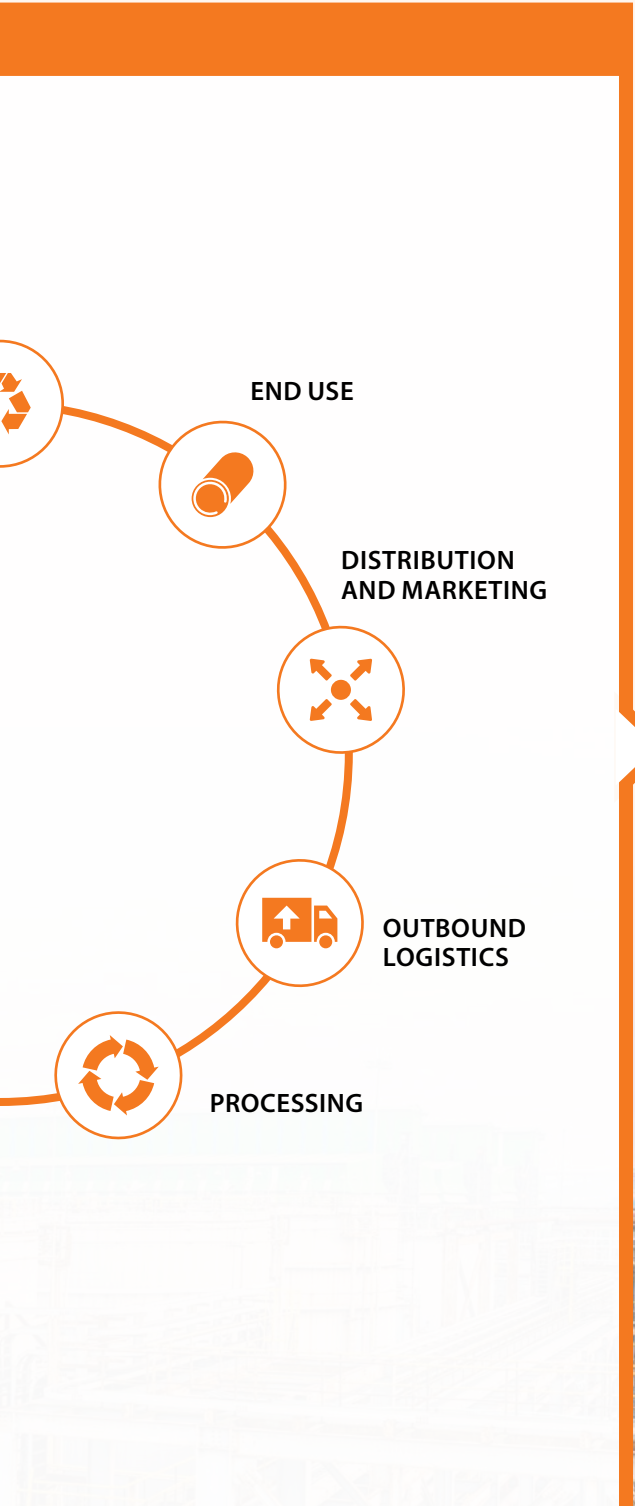 END USE
DISTRIBUTION
AND MARKETING
OUTBOUND
LOGISTICS
PROCESSING